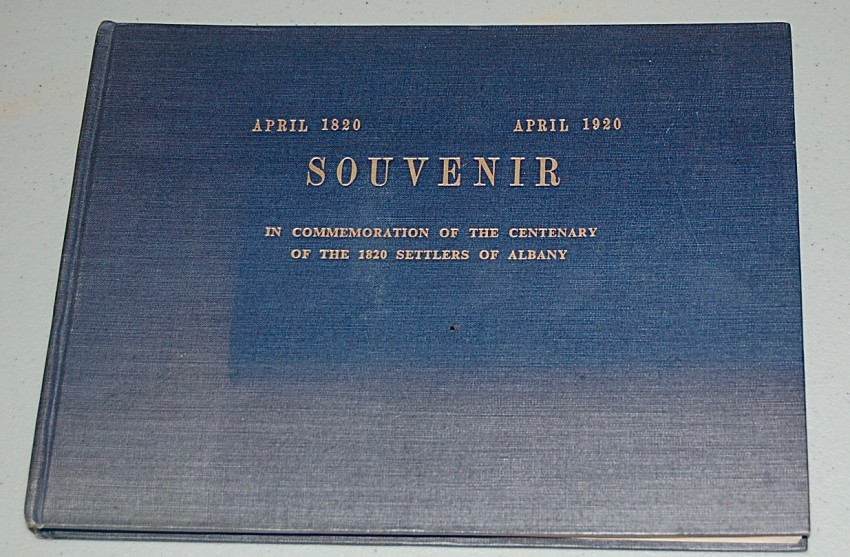 APRIL 1820 APRIL 1920
SOUVENIR
IN COMMEMORATION OF THE CENTENARY
OF THE 1820 SETTLERS OF ALBANY